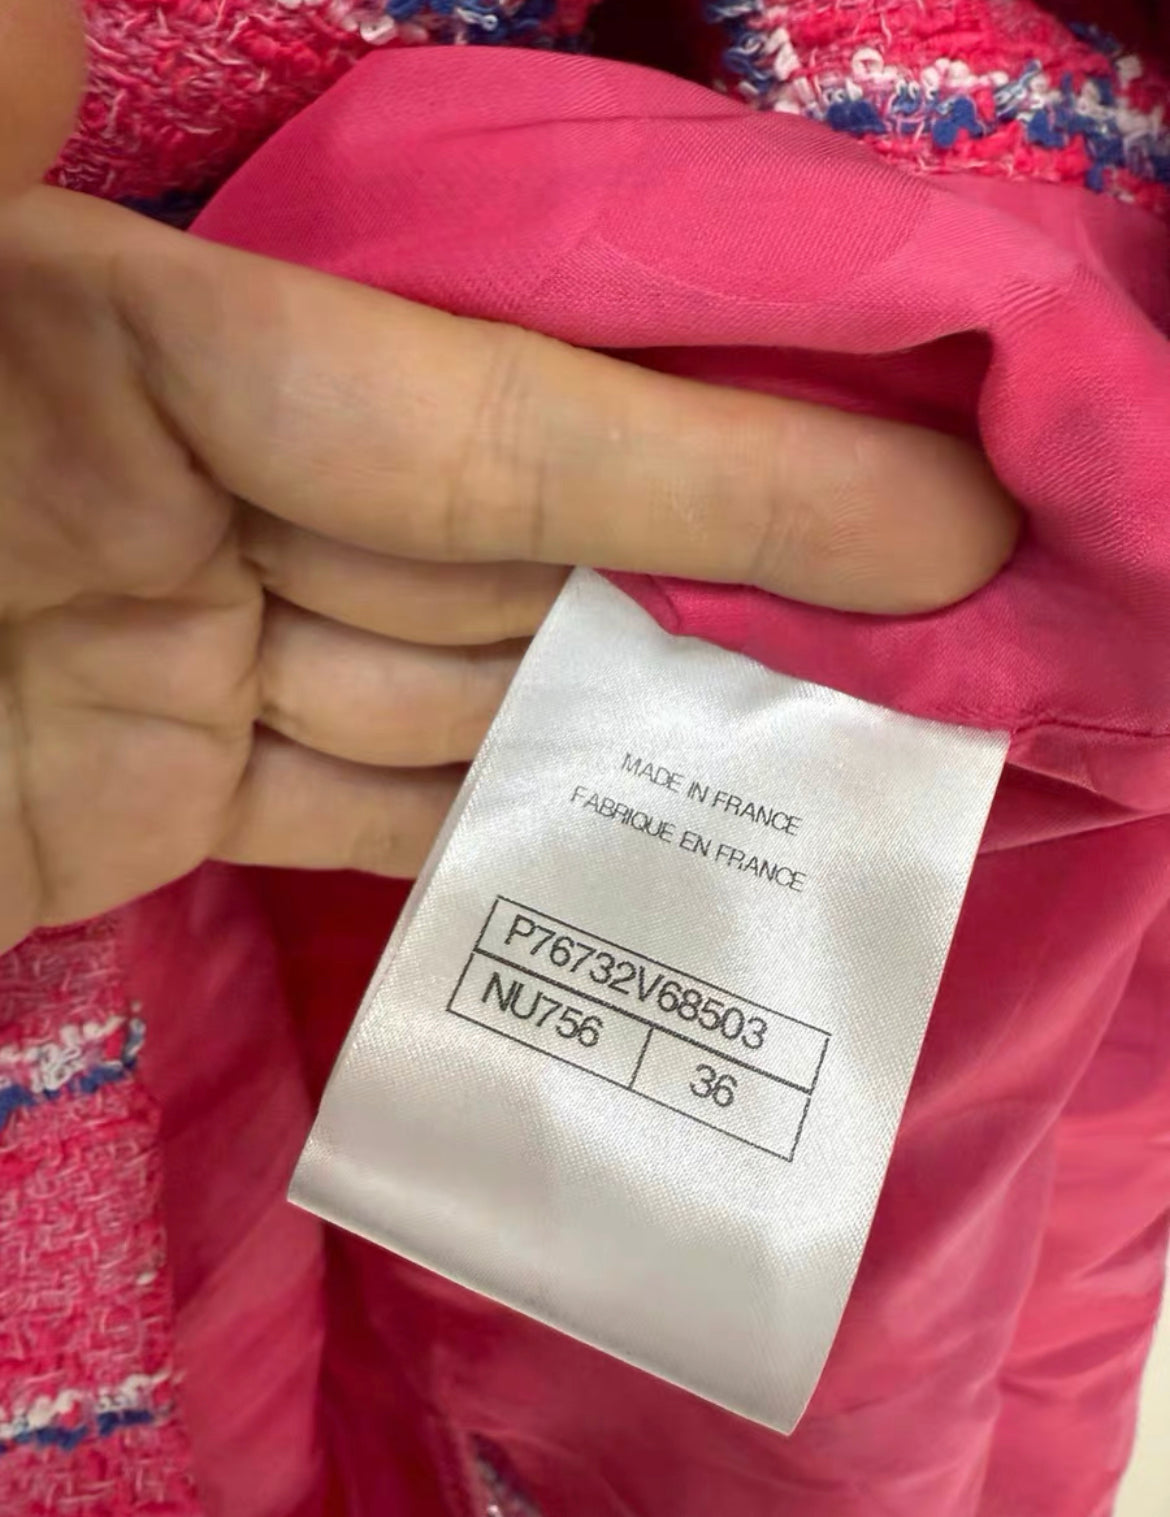 MADE IN FRANCE
FABRIQUE EN FRANCE
P76732V68503
NU756 36